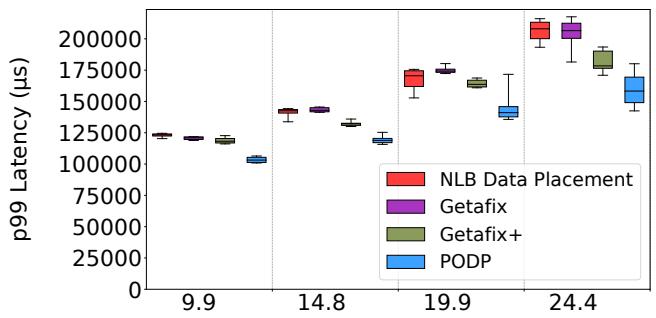 p99 Latency (μs)
200000
175000
150000
125000
100000
75000
50000
25000
0
NLB Data Placement
Getafix
Getafix+
PODP
9.9 14.8 19.9 24.4